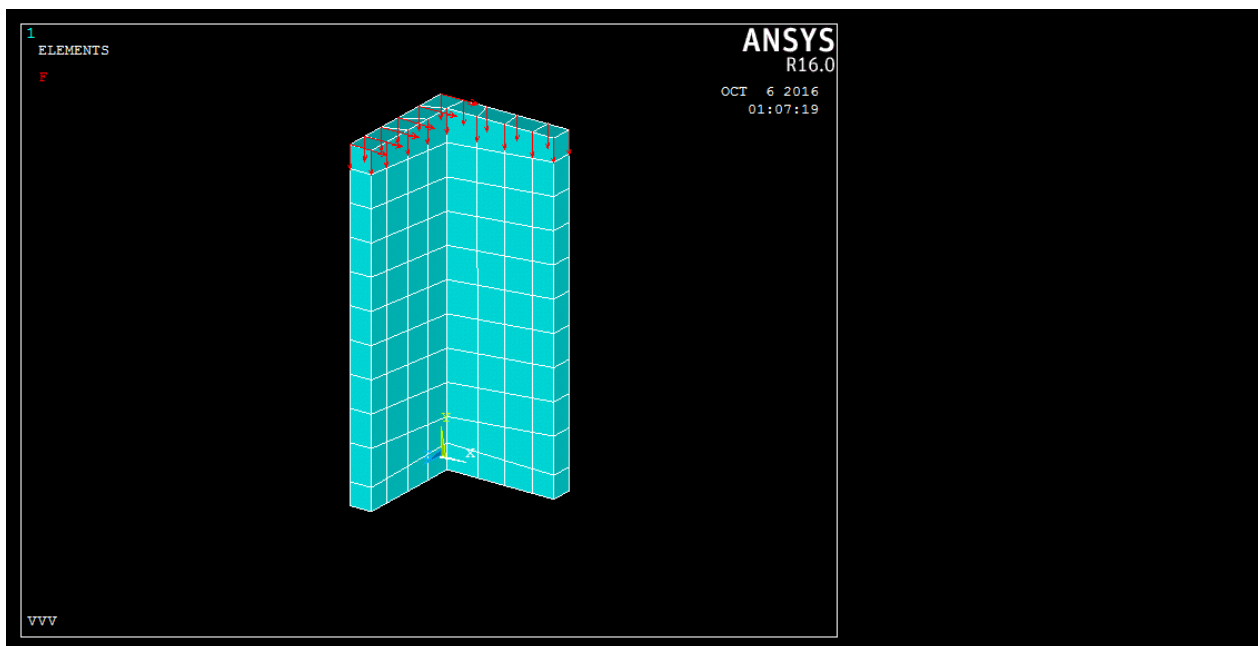 1
ELEMENTS
F
ANSYS
R16.0
OCT  6 2016
01:07:19
Y
X
VVV